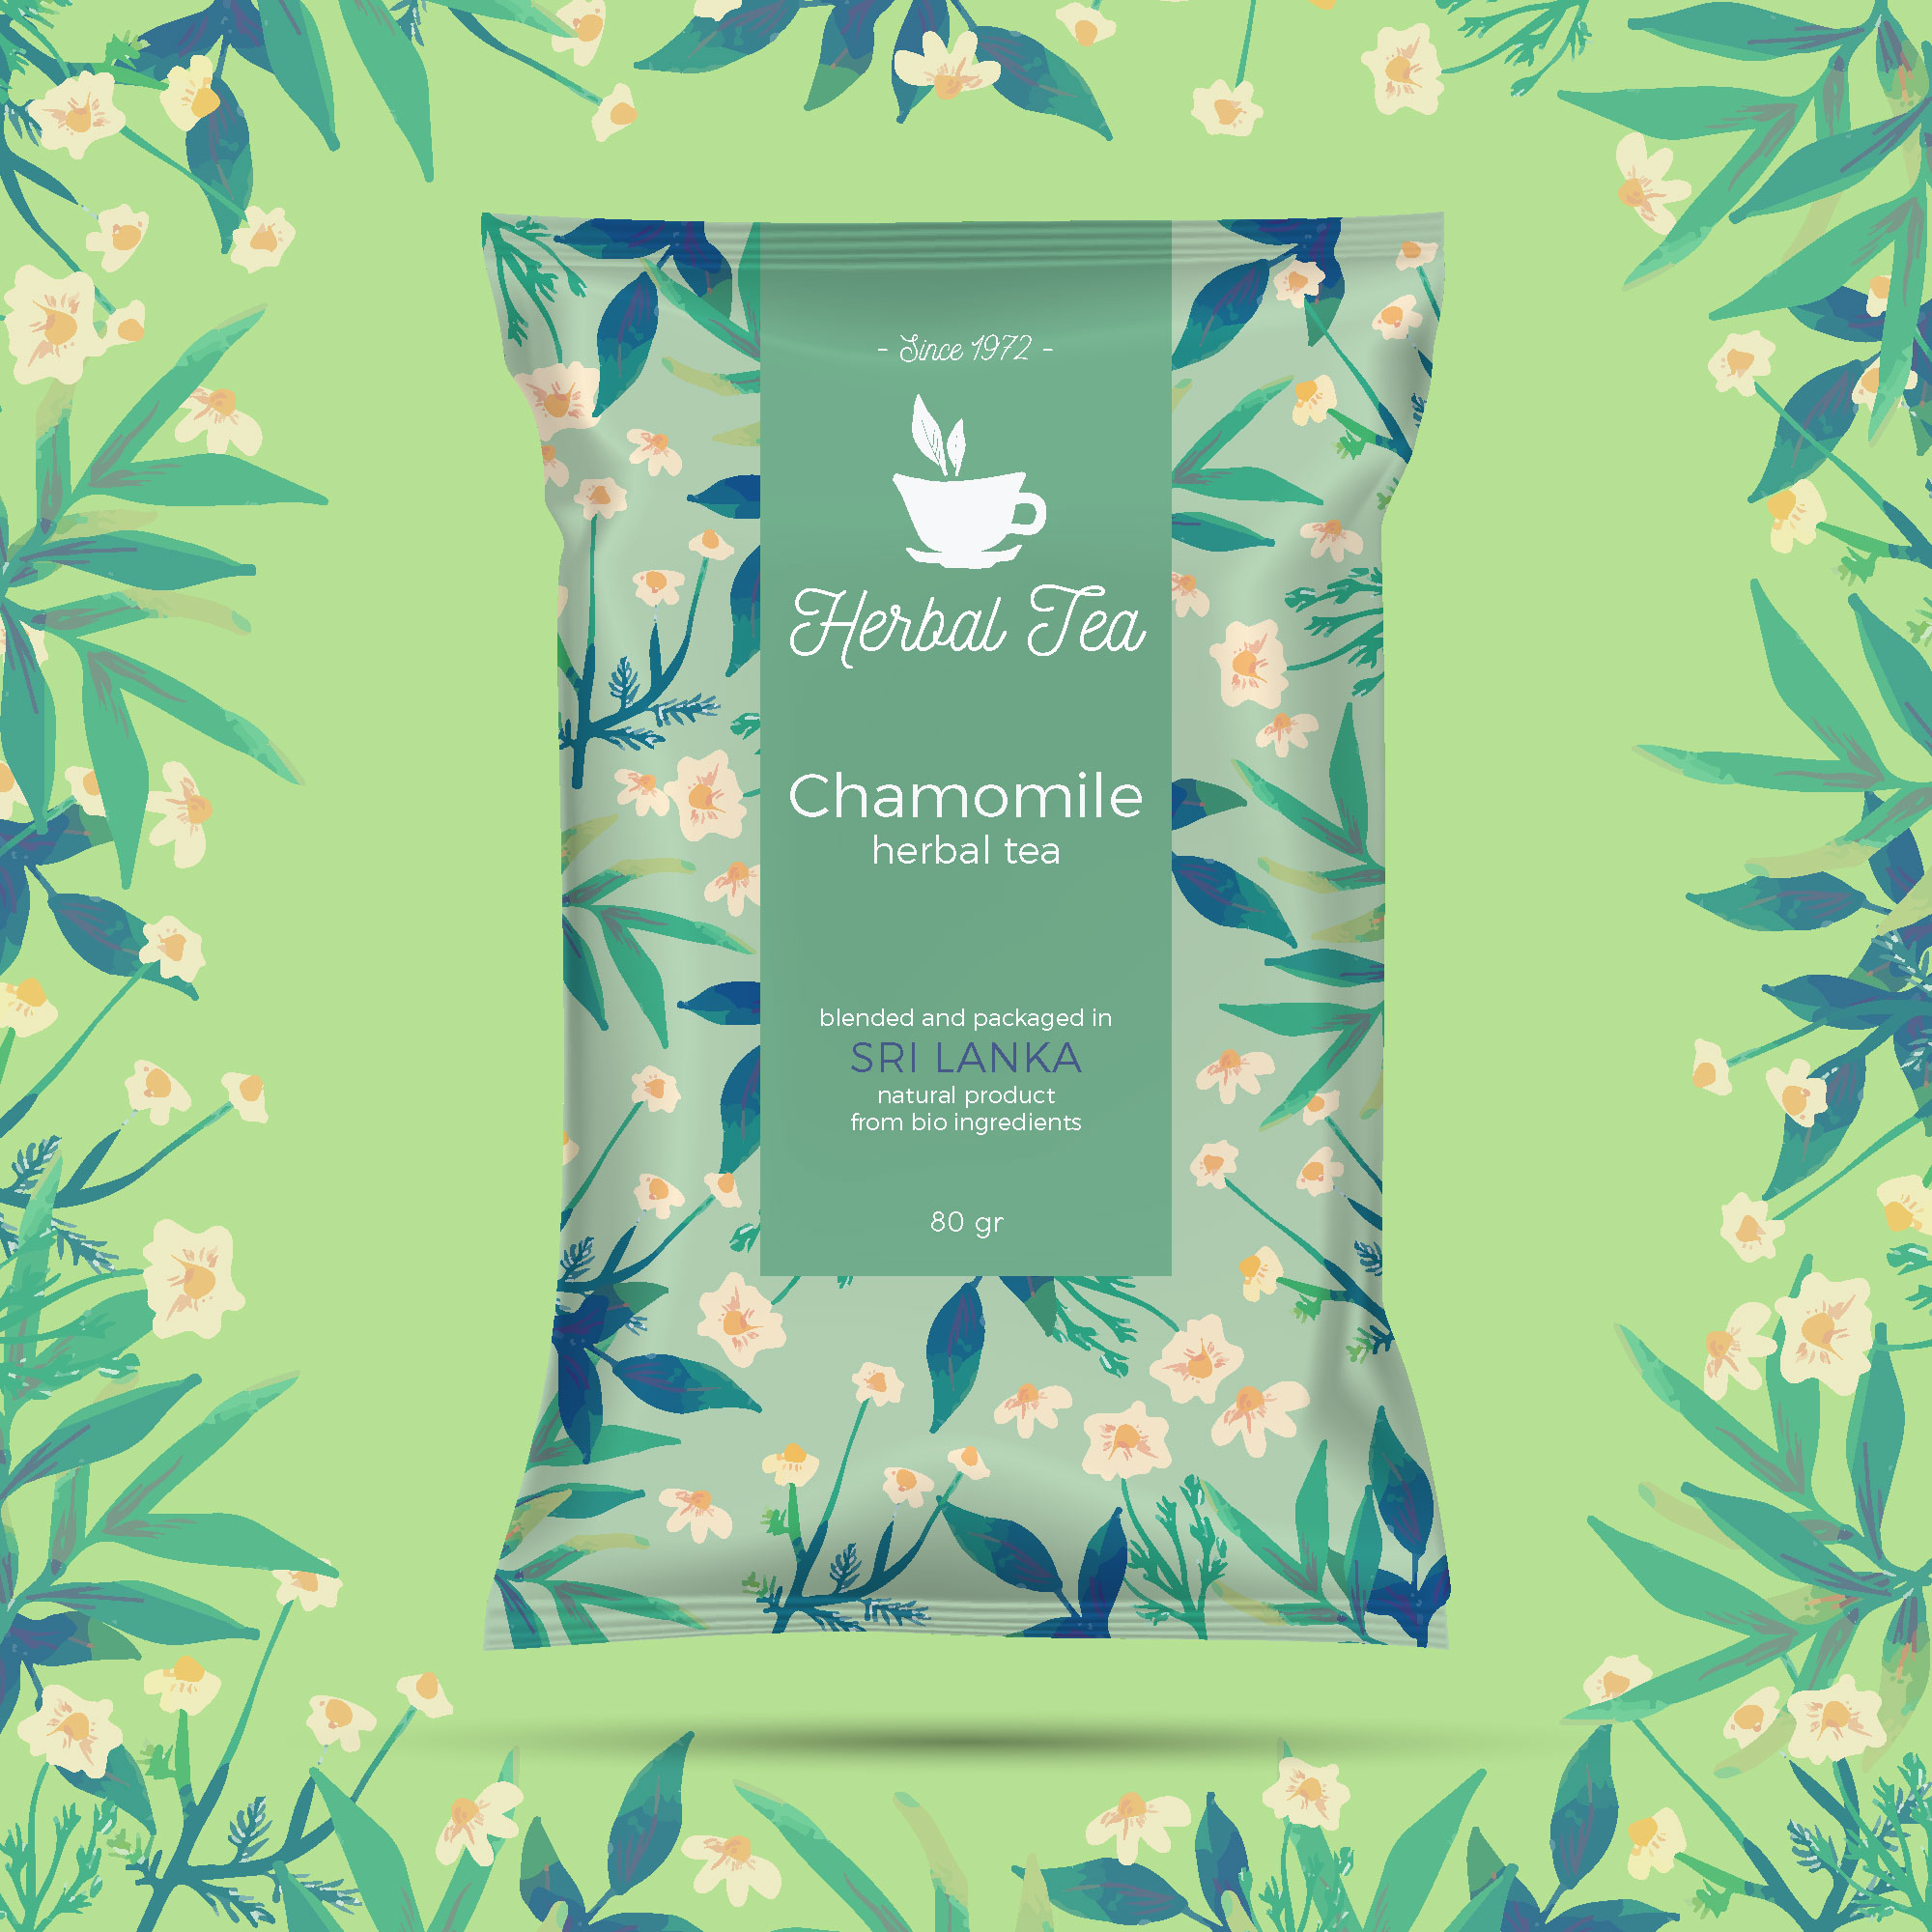 - Since 1972 -
Herbal Tea
Chamomile
herbal tea
blended and packaged in
SRI LANKA
natural product
from bio ingredients
80 gr